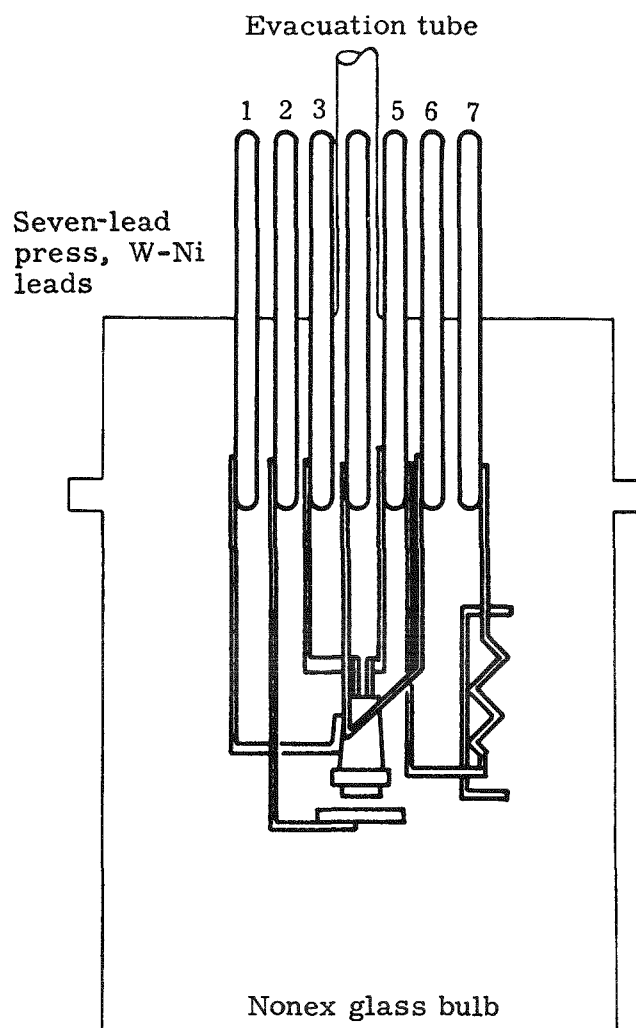 Evacuation tube
1 2 3 5 6 7
Seven-lead
press, W-Ni
leads
Nonex glass bulb